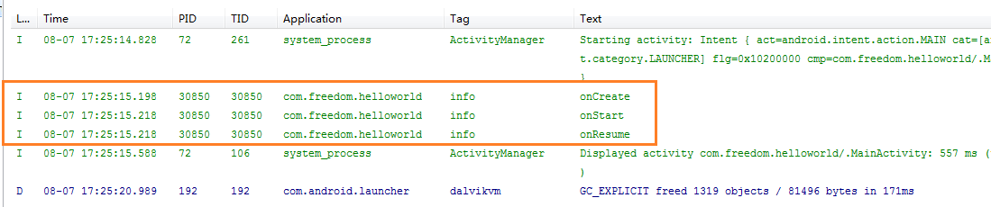 L... Time PID TID Application Tag Text
I 08-07 17:25:14.828 72 261 system_process ActivityManager Starting activity: Intent { act=android.intent.action.MAIN cat=[a
t.category.LAUNCHER] flg=0x10200000 cmp=com.freedom.helloworld/.M
}
I 08-07 17:25:15.198 30850 30850 com.freedom.helloworld info onCreate
I 08-07 17:25:15.218 30850 30850 com.freedom.helloworld info onStart
I 08-07 17:25:15.218 30850 30850 com.freedom.helloworld info onResume
I 08-07 17:25:15.588 72 106 system_process ActivityManager Displayed activity com.freedom.helloworld/.MainActivity: 557 ms (
)
D 08-07 17:25:20.989 192 192 com.android.launcher dalvikvm GC_EXPLICIT freed 1319 objects / 81496 bytes in 171ms